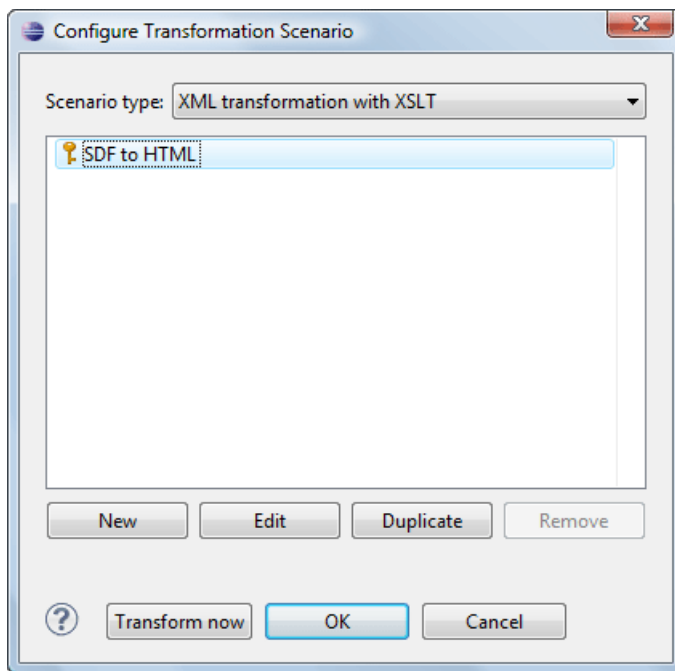 Configure Transformation Scenario
Scenario type: XML transformation with XSLT
SDF to HTML
New Edit Duplicate Remove
? Transform now OK Cancel